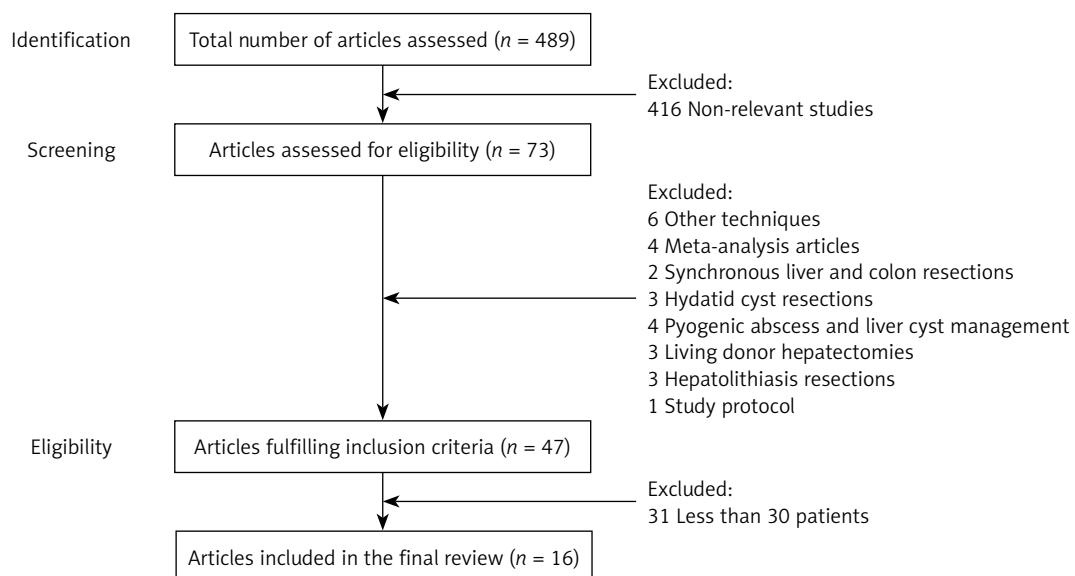 Identification
Total number of articles assessed (n = 489)
Excluded:
416 Non-relevant studies
Screening
Articles assessed for eligibility (n = 73)
Excluded:
6 Other techniques
4 Meta-analysis articles
2 Synchronous liver and colon resections
3 Hydatid cyst resections
4 Pyogenic abscess and liver cyst management
3 Living donor hepatectomies
3 Hepatolithiasis resections
1 Study protocol
Eligibility
Articles fulfilling inclusion criteria (n = 47)
Excluded:
31 Less than 30 patients
Articles included in the final review (n = 16)